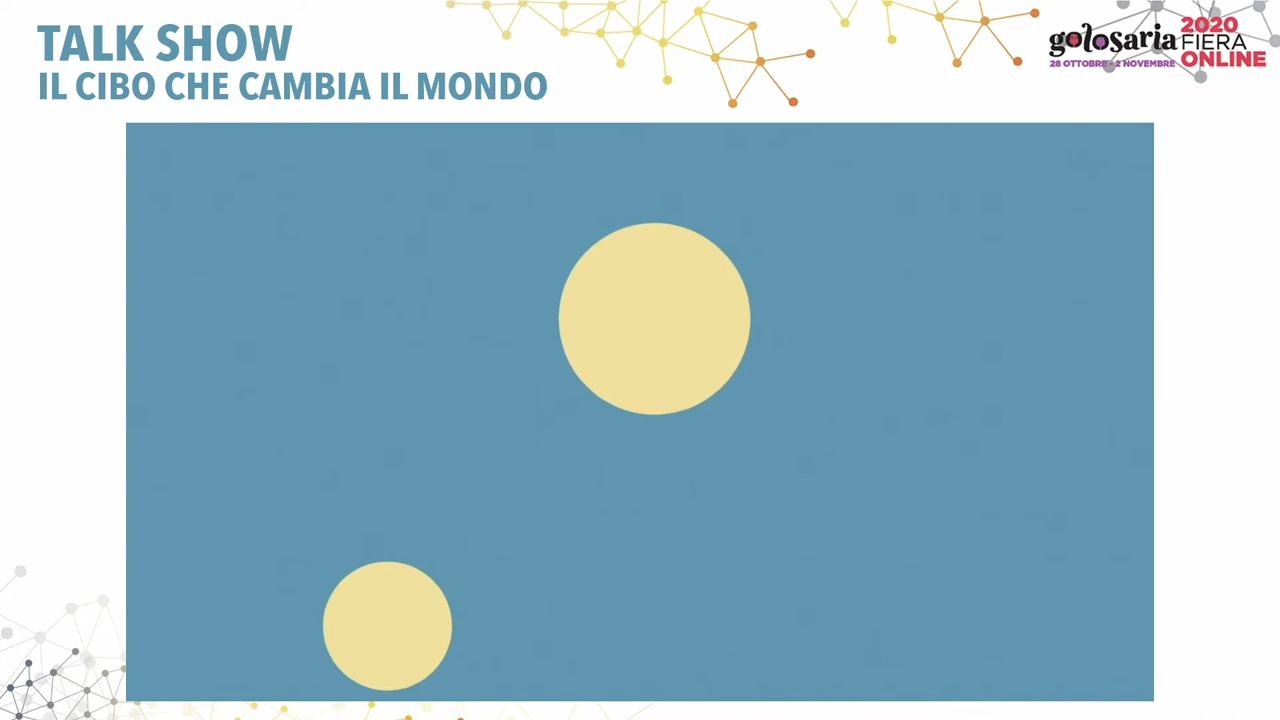 TALK SHOW
IL CIBO CHE CAMBIA IL MONDO
golosaria
28 OTTOBRE - 2 NOVEMBRE
2020
FIERA
ONLINE